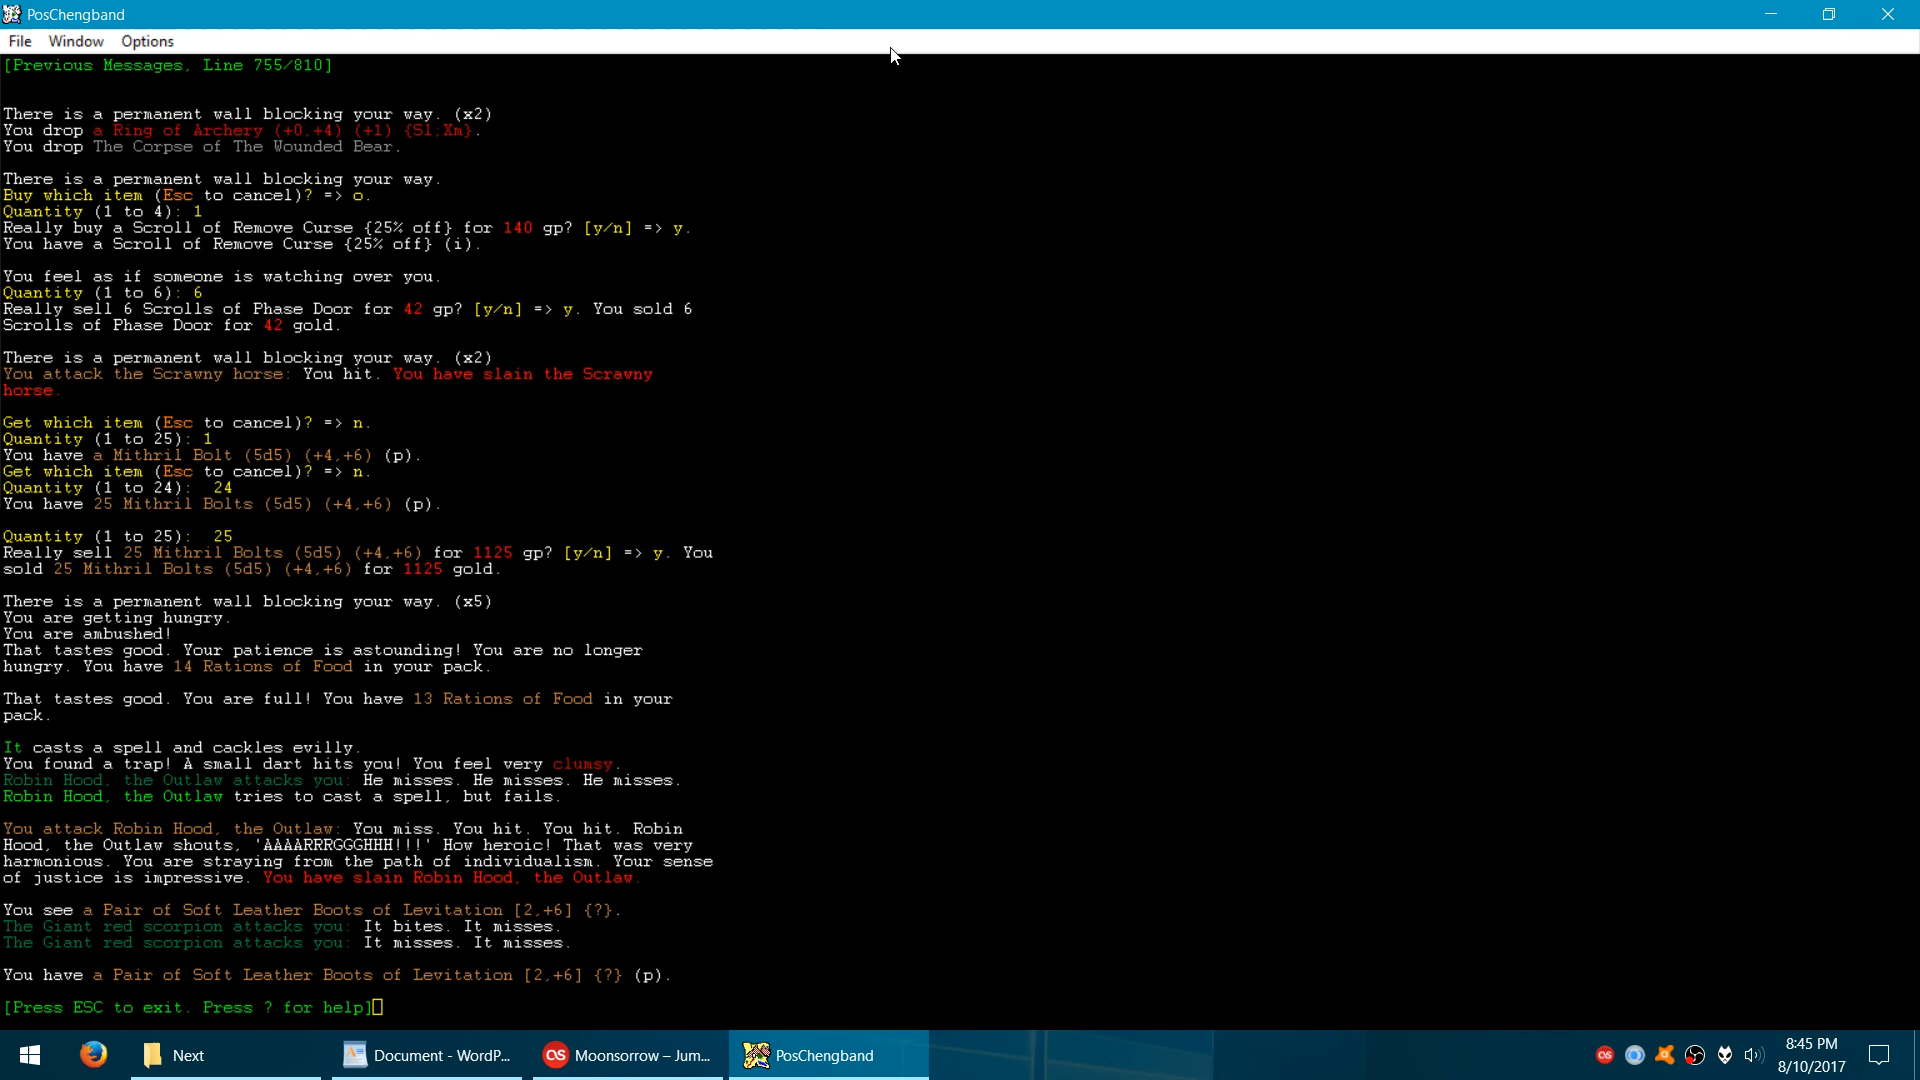 PosChengband
File Window Options
[Previous Messages, Line 755/810]
There is a permanent wall blocking your way. (x2)
You drop a Ring of Archery (+0,+4) (+1) {Sl;Xm}.
You drop The Corpse of The Wounded Bear.
There is a permanent wall blocking your way.
Buy which item (Esc to cancel)? => o.
Quantity (1 to 4): 1
Really buy a Scroll of Remove Curse {25% off} for 140 gp? [y/n] => y.
You have a Scroll of Remove Curse {25% off} (i).
You feel as if someone is watching over you.
Quantity (1 to 6): 6
Really sell 6 Scrolls of Phase Door for 42 gp? [y/n] => y. You sold 6
Scrolls of Phase Door for 42 gold.
There is a permanent wall blocking your way. (x2)
You attack the Scrawny horse: You hit. You have slain the Scrawny
horse.
Get which item (Esc to cancel)? => n.
Quantity (1 to 25): 1
You have a Mithril Bolt (5d5) (+4,+6) (p).
Get which item (Esc to cancel)? => n.
Quantity (1 to 24):  24
You have 25 Mithril Bolts (5d5) (+4,+6) (p).
Quantity (1 to 25):  25
Really sell 25 Mithril Bolts (5d5) (+4,+6) for 1125 gp? [y/n] => y. You
sold 25 Mithril Bolts (5d5) (+4,+6) for 1125 gold.
There is a permanent wall blocking your way. (x5)
You are getting hungry.
You are ambushed!
That tastes good. Your patience is astounding! You are no longer
hungry. You have 14 Rations of Food in your pack.
That tastes good. You are full! You have 13 Rations of Food in your
pack.
It casts a spell and cackles evilly.
You found a trap! A small dart hits you! You feel very clumsy.
Robin Hood, the Outlaw attacks you: He misses. He misses. He misses.
Robin Hood, the Outlaw tries to cast a spell, but fails.
You attack Robin Hood, the Outlaw: You miss. You hit. You hit. Robin
Hood, the Outlaw shouts, 'AAAARRRGGGHHH!!!' How heroic! That was very
harmonious. You are straying from the path of individualism. Your sense
of justice is impressive. You have slain Robin Hood, the Outlaw.
You see a Pair of Soft Leather Boots of Levitation [2,+6] {?}.
The Giant red scorpion attacks you: It bites. It misses.
The Giant red scorpion attacks you: It misses. It misses.
You have a Pair of Soft Leather Boots of Levitation [2,+6] {?} (p).
[Press ESC to exit. Press ? for help]
Next
Document - WordP...
Moonsorrow – Jum...
PosChengband
8:45 PM
8/10/2017